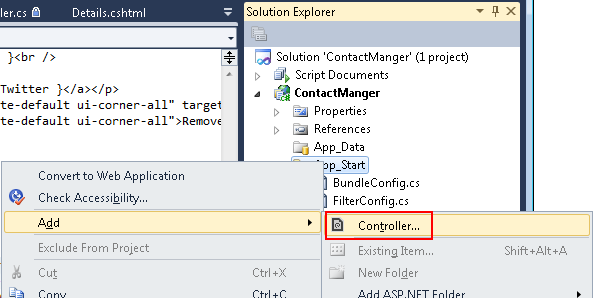 ler.cs Details.cshtml
}<br />
Twitter }</a></p>
te-default ui-corner-all" target
te-default ui-corner-all">Remove
Solution Explorer
Solution 'ContactManger' (1 project)
Script Documents
ContactManger
Properties
References
App_Data
App_Start
BundleConfig.cs
FilterConfig.cs
Convert to Web Application
Check Accessibility...
Add
Exclude From Project
Cut Ctrl+X
Copy Ctrl+C
Controller...
Existing Item... Shift+Alt+A
New Folder
Add ASP.NET Folder